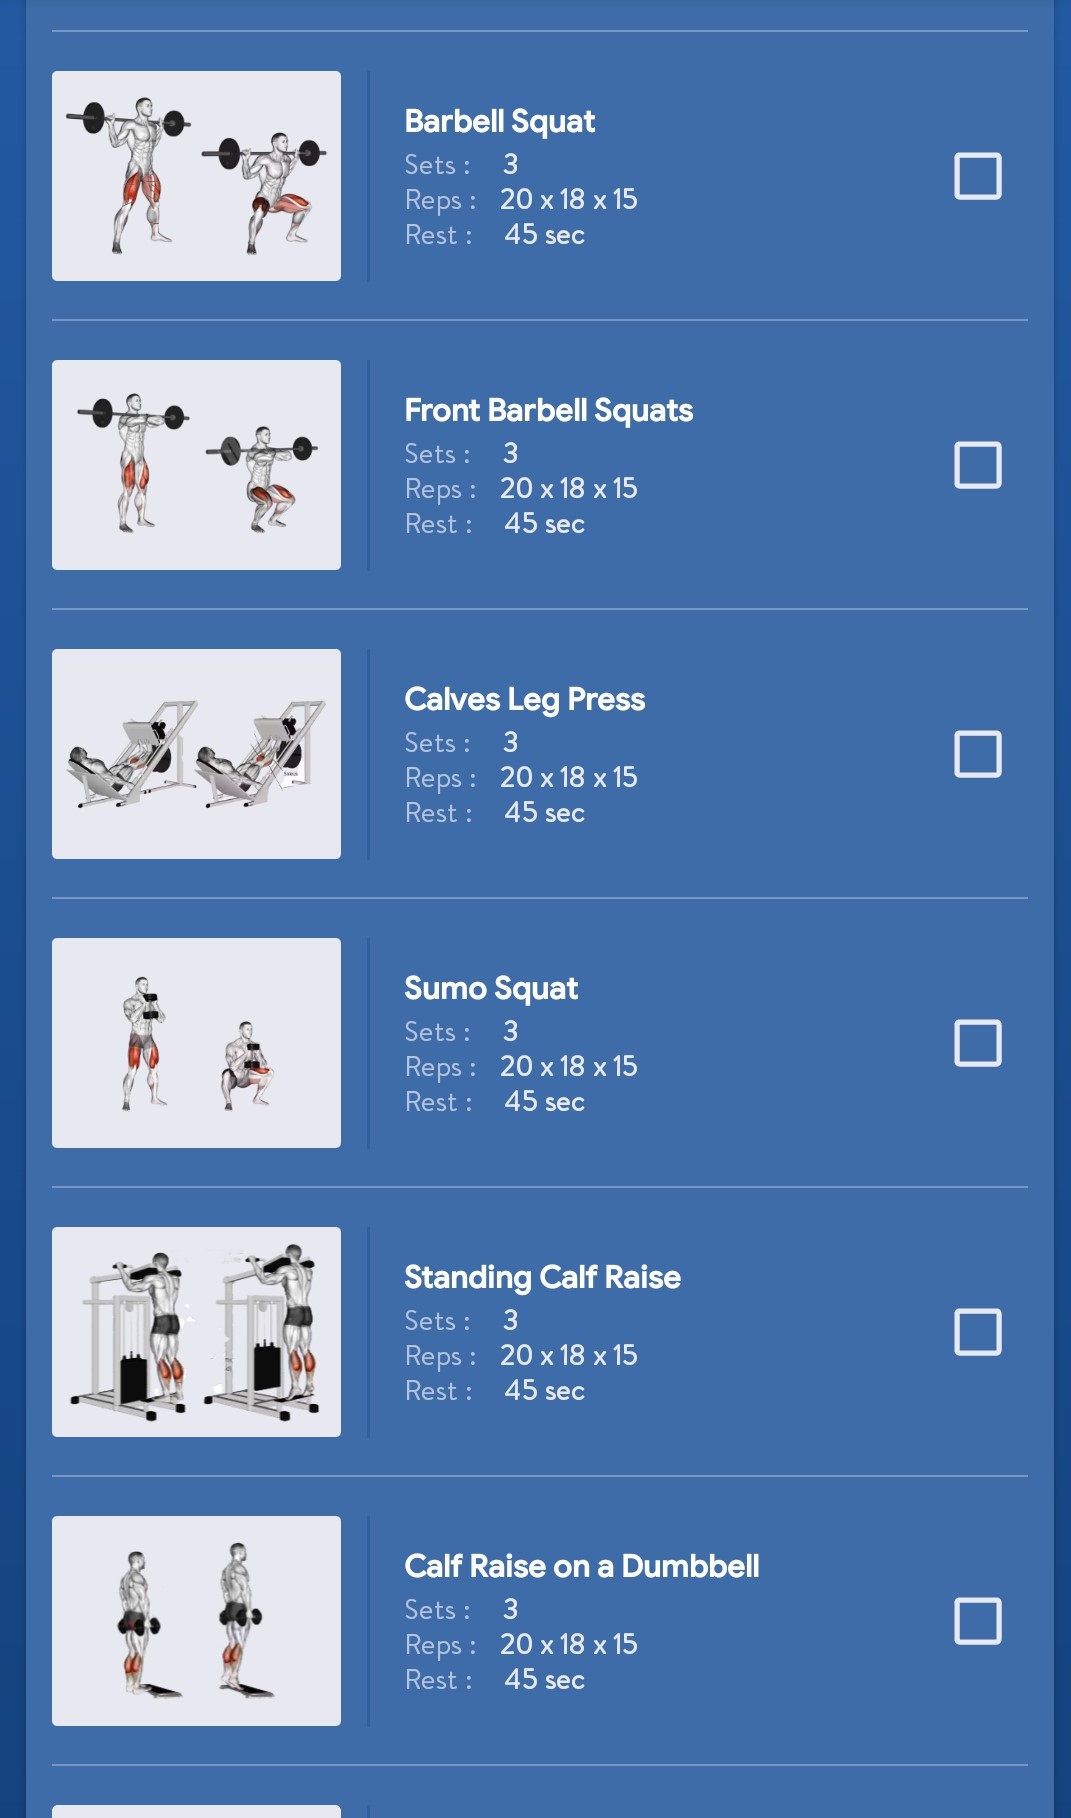 Barbell Squat
Sets : 3
Reps : 20 x 18 x 15
Rest : 45 sec
Front Barbell Squats
Sets : 3
Reps : 20 x 18 x 15
Rest : 45 sec
Calves Leg Press
Sets : 3
Reps : 20 x 18 x 15
Rest : 45 sec
Sumo Squat
Sets : 3
Reps : 20 x 18 x 15
Rest : 45 sec
Standing Calf Raise
Sets : 3
Reps : 20 x 18 x 15
Rest : 45 sec
Calf Raise on a Dumbbell
Sets : 3
Reps : 20 x 18 x 15
Rest : 45 sec